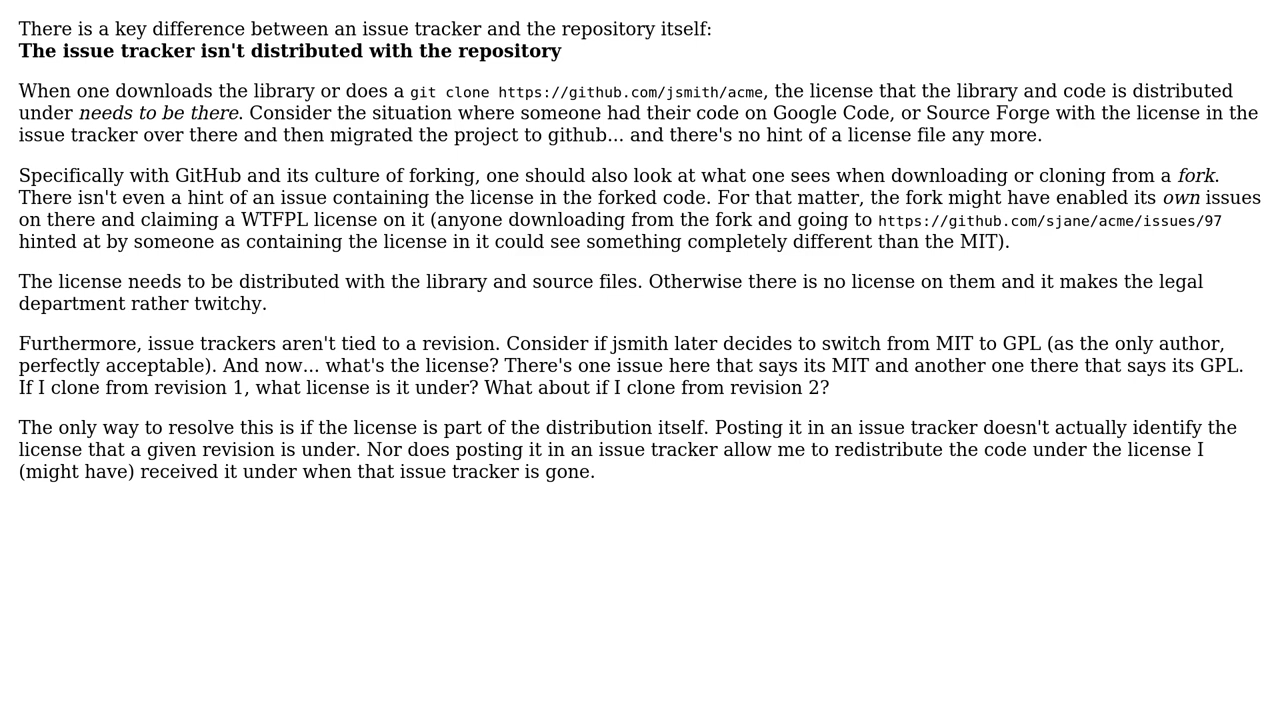 There is a key difference between an issue tracker and the repository itself:
The issue tracker isn't distributed with the repository
When one downloads the library or does a git clone https://github.com/jsmith/acme, the license that the library and code is distributed
under needs to be there. Consider the situation where someone had their code on Google Code, or Source Forge with the license in the
issue tracker over there and then migrated the project to github... and there's no hint of a license file any more.
Specifically with GitHub and its culture of forking, one should also look at what one sees when downloading or cloning from a fork.
There isn't even a hint of an issue containing the license in the forked code. For that matter, the fork might have enabled its own issues
on there and claiming a WTFPL license on it (anyone downloading from the fork and going to https://github.com/sjane/acme/issues/97
hinted at by someone as containing the license in it could see something completely different than the MIT).
The license needs to be distributed with the library and source files. Otherwise there is no license on them and it makes the legal
department rather twitchy.
Furthermore, issue trackers aren't tied to a revision. Consider if jsmith later decides to switch from MIT to GPL (as the only author,
perfectly acceptable). And now... what's the license? There's one issue here that says its MIT and another one there that says its GPL.
If I clone from revision 1, what license is it under? What about if I clone from revision 2?
The only way to resolve this is if the license is part of the distribution itself. Posting it in an issue tracker doesn't actually identify the
license that a given revision is under. Nor does posting it in an issue tracker allow me to redistribute the code under the license I
(might have) received it under when that issue tracker is gone.